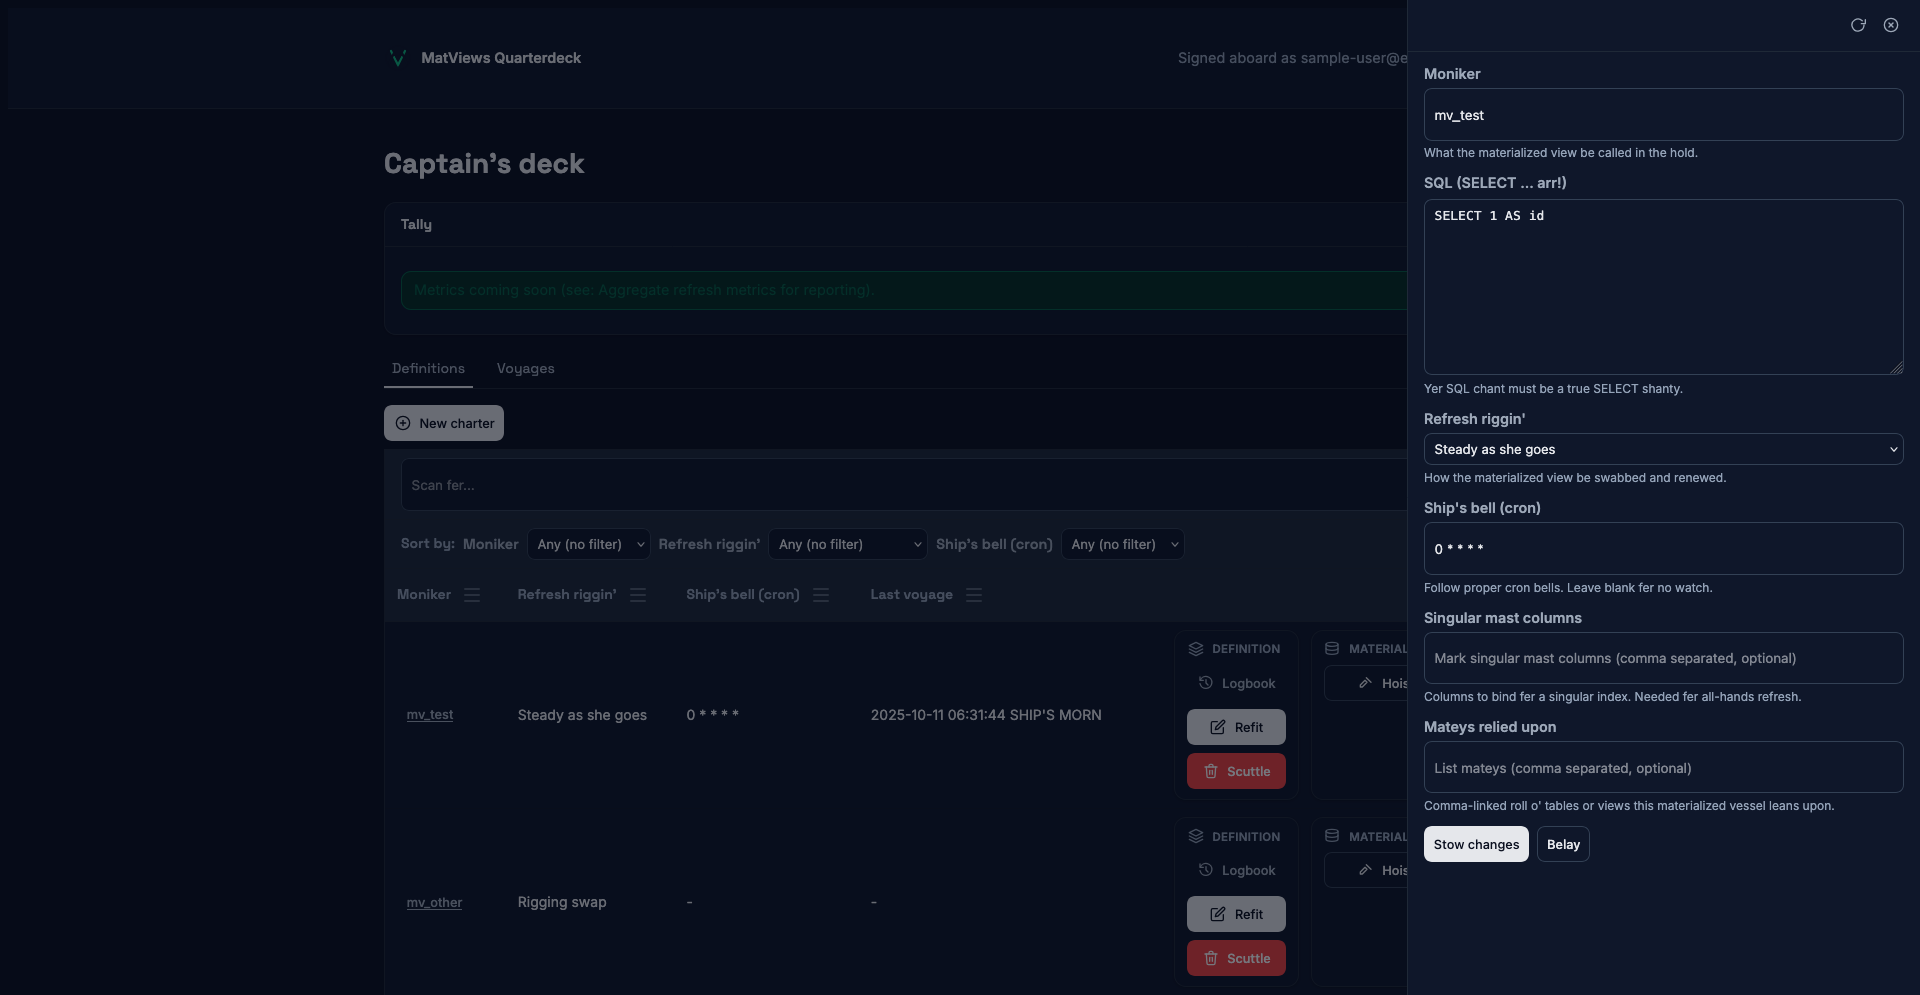 MatViews Quarterdeck
Signed aboard as sample-user@e
Captain's deck
Tally
Metrics coming soon (see: Aggregate refresh metrics for reporting).
Definitions
Voyages
New charter
Scan fer...
Sort by: Moniker Any (no filter) Refresh riggin' Any (no filter) Ship's bell (cron) Any (no filter)
Moniker Refresh riggin' Ship's bell (cron) Last voyage
mv_test Steady as she goes 0 * * * * 2025-10-11 06:31:44 SHIP'S MORN
DEFINITION
Logbook
Refit
Scuttle
MATERIAL
Hois
mv_other Rigging swap - -
DEFINITION
Logbook
Refit
Scuttle
MATERIAL
Hois
Moniker
mv_test
What the materialized view be called in the hold.
SQL (SELECT ... arr!)
SELECT 1 AS id
Yer SQL chant must be a true SELECT shanty.
Refresh riggin'
Steady as she goes
How the materialized view be swabbed and renewed.
Ship's bell (cron)
0 * * * *
Follow proper cron bells. Leave blank fer no watch.
Singular mast columns
Mark singular mast columns (comma separated, optional)
Columns to bind fer a singular index. Needed fer all-hands refresh.
Mateys relied upon
List mateys (comma separated, optional)
Comma-linked roll o' tables or views this materialized vessel leans upon.
Stow changes
Belay